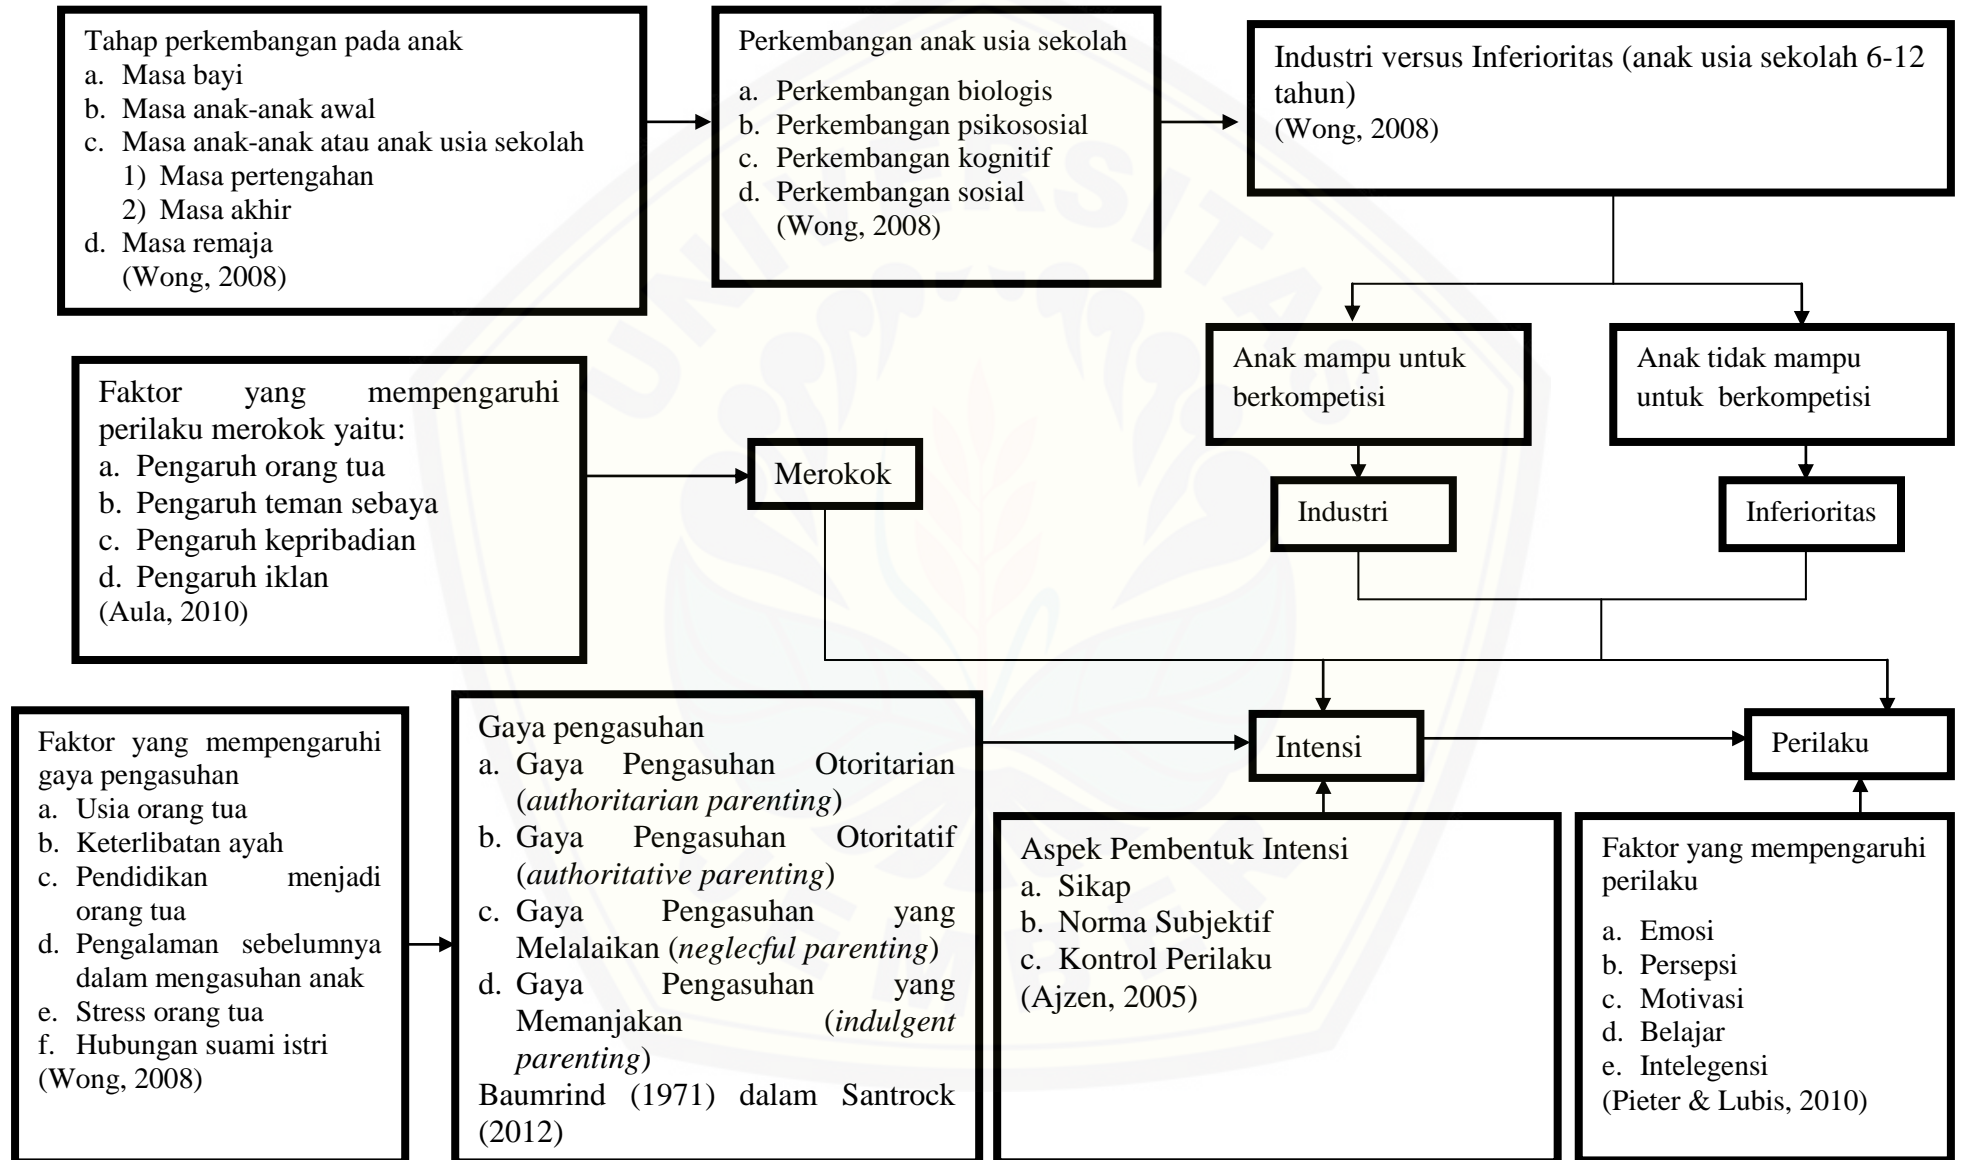 Tahap perkembangan pada anak
a. Masa bayi
b. Masa anak-anak awal
c. Masa anak-anak atau anak usia sekolah
1) Masa pertengahan
2) Masa akhir
d. Masa remaja
(Wong, 2008)
Perkembangan anak usia sekolah
a. Perkembangan biologis
b. Perkembangan psikososial
c. Perkembangan kognitif
d. Perkembangan sosial
(Wong, 2008)
Industri versus Inferioritas (anak usia sekolah 6-12
tahun)
(Wong, 2008)
Anak mampu untuk
berkompetisi
Anak tidak mampu
untuk berkompetisi
Industri
Inferioritas
Faktor yang mempengaruhi
perilaku merokok yaitu:
a. Pengaruh orang tua
b. Pengaruh teman sebaya
c. Pengaruh kepribadian
d. Pengaruh iklan
(Aula, 2010)
Merokok
Faktor yang mempengaruhi
gaya pengasuhan
a. Usia orang tua
b. Keterlibatan ayah
c. Pendidikan menjadi
orang tua
d. Pengalaman sebelumnya
dalam mengasuhan anak
e. Stress orang tua
f. Hubungan suami istri
(Wong, 2008)
Gaya pengasuhan
a. Gaya Pengasuhan Otoritarian
(authoritarian parenting)
b. Gaya Pengasuhan Otoritatif
(authoritative parenting)
c. Gaya Pengasuhan yang
Melalaikan (neglecful parenting)
d. Gaya Pengasuhan yang
Memanjakan (indulgent
parenting)
Baumrind (1971) dalam Santrock
(2012)
Intensi
Perilaku
Aspek Pembentuk Intensi
a. Sikap
b. Norma Subjektif
c. Kontrol Perilaku
(Ajzen, 2005)
Faktor yang mempengaruhi
perilaku
a. Emosi
b. Persepsi
c. Motivasi
d. Belajar
e. Intelegensi
(Pieter & Lubis, 2010)
UNIVERSITAS
JEMBER